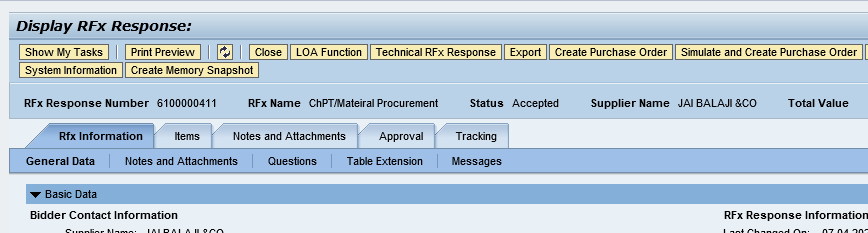 Display RFx Response:
Show My Tasks Print Preview Close LOA Function Technical RFx Response Export Create Purchase Order Simulate and Create Purchase Order
System Information Create Memory Snapshot
RFx Response Number 6100000411 RFx Name ChPT/Mateiral Procurement Status Accepted Supplier Name JAI BALAJI &CO Total Value
Rfx Information Items Notes and Attachments Approval Tracking
General Data Notes and Attachments Questions Table Extension Messages
Basic Data
Bidder Contact Information RFx Response Information
Supplier Name: JAI BALAJI &CO Last Changed On: 07.04.20